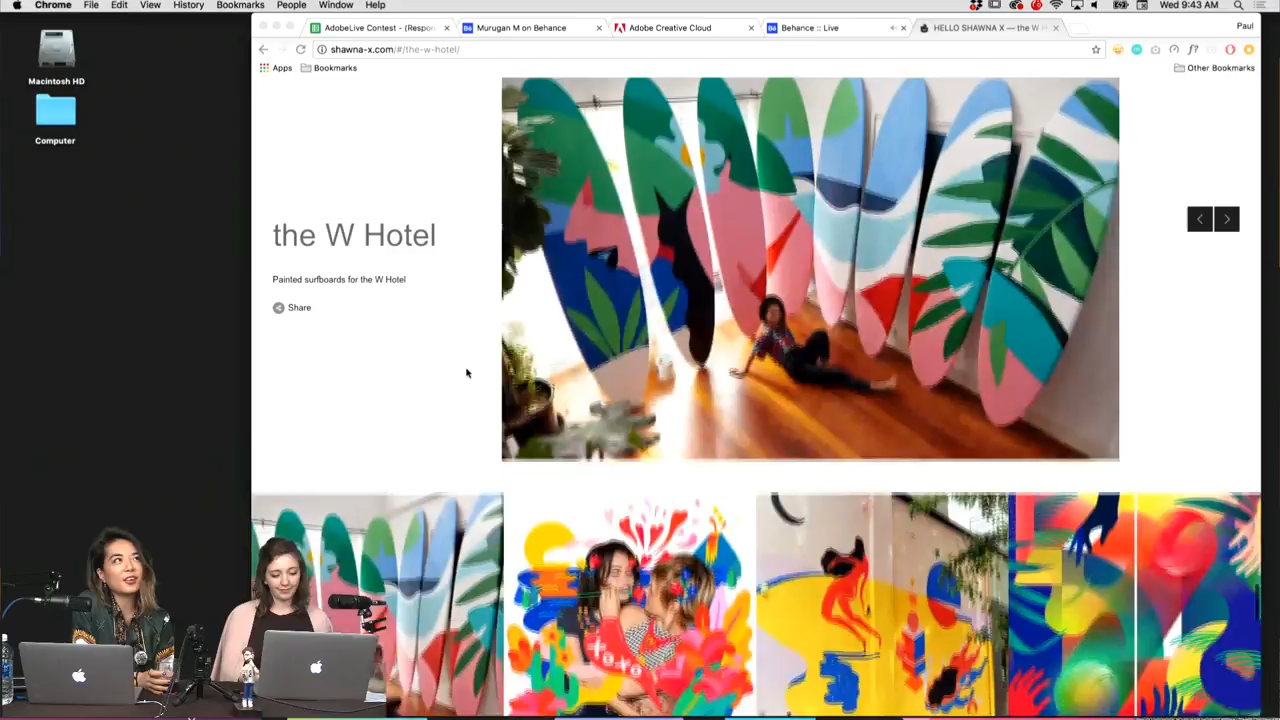 Chrome File Edit View History Bookmarks People Window Help
Wed 9:43 AM
Macintosh HD
Computer
AdobeLive Contest - (Respon
Murugan M on Behance
Adobe Creative Cloud
Behance :: Live
HELLO SHAWNA X — the W H
Paul
shawna-x.com/#/the-w-hotel/
Apps
Bookmarks
Other Bookmarks
the W Hotel
Painted surfboards for the W Hotel
Share